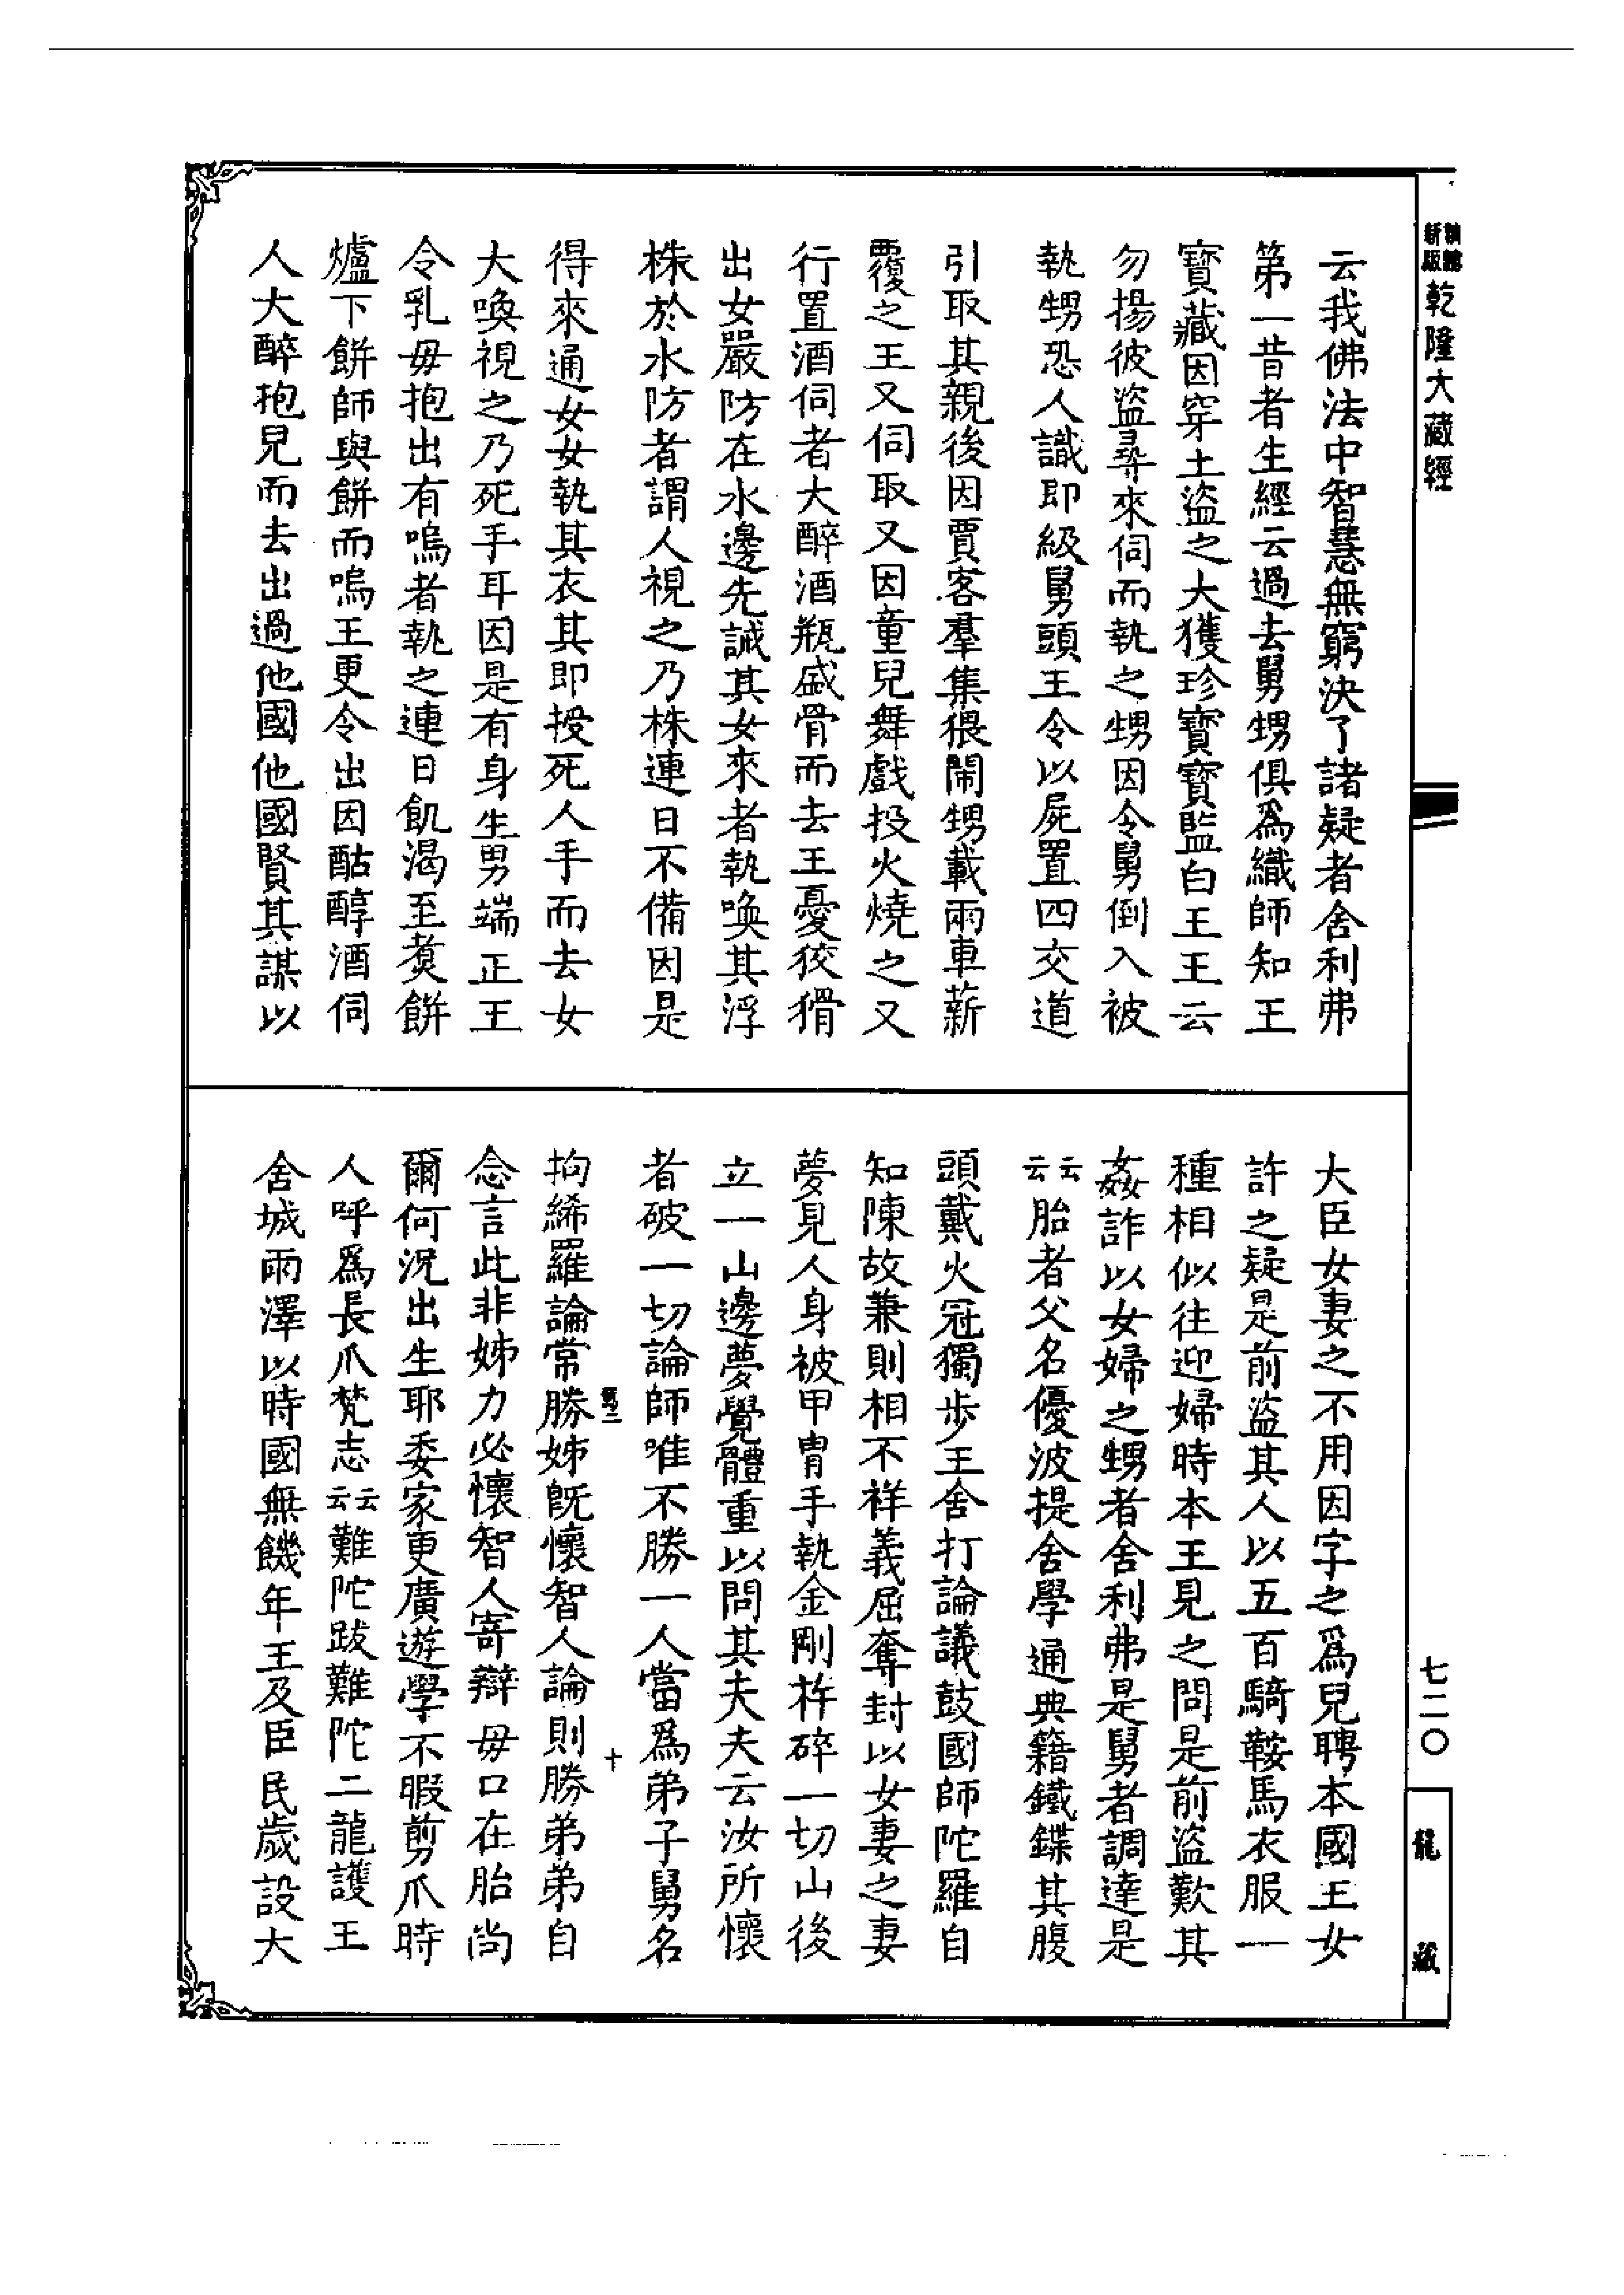 新版
乾隆大藏經
云我佛法中智慧無窮決了諸疑者舍利弗
第一昔者生經云過去舅甥俱爲織師知王
寶藏因穿土盜之大獲珍寶寶監白王王云
勿揚彼盜尋來伺而執之甥因令舅倒入被
執甥恐人識即級舅頭王令以屍置四交道
引取其親後因賈客羣集猥鬧甥載兩車薪
覆之王又伺取又因童兒舞戲投火燒之又
行置酒伺者大醉酒瓶盛骨而去王憂狡猾
出女嚴防在水邊先誡其女來者執喚其浮
株於水防者謂人視之乃株連日不備因是
得來通女女執其衣其即授死人手而去女
大喚視之乃死手耳因是有身生男端正王
令乳母抱出有嗚者執之連日飢渴至煑餅
爐下餅師與餅而嗚王更令出因酤醇酒伺
人大醉抱兒而去出過他國他國賢其謀以
大臣女妻之不用因字之爲兒聘本國王女
許之疑是前盜其人以五百騎鞍馬衣服一
種相似往迎婦時本王見之問是前盜歎其
姦詐以女婦之甥者舍利弗是舅者調達是
云云胎者父名優波提舍學通典籍鐵鍱其腹
頭戴火冠獨步王舍打論議鼓國師陀羅自
知陳故兼則相不祥義屈奪封以女妻之妻
夢見人身被甲冑手執金剛杵碎一切山後
立一山邊夢覺體重以問其夫夫云汝所懷
者破一切論師唯不勝一人當爲弟子舅名
十
拘絺羅論常勝姊旣懷智人論則勝弟弟自
念言此非姊力必懷智人寄辯母口在胎尚
爾何況出生耶委家更廣遊學不暇剪爪時
人呼爲長爪梵志云云難陀跋難陀二龍護王
舍城雨澤以時國無饑年王及臣民歲設大
七二〇
龍藏